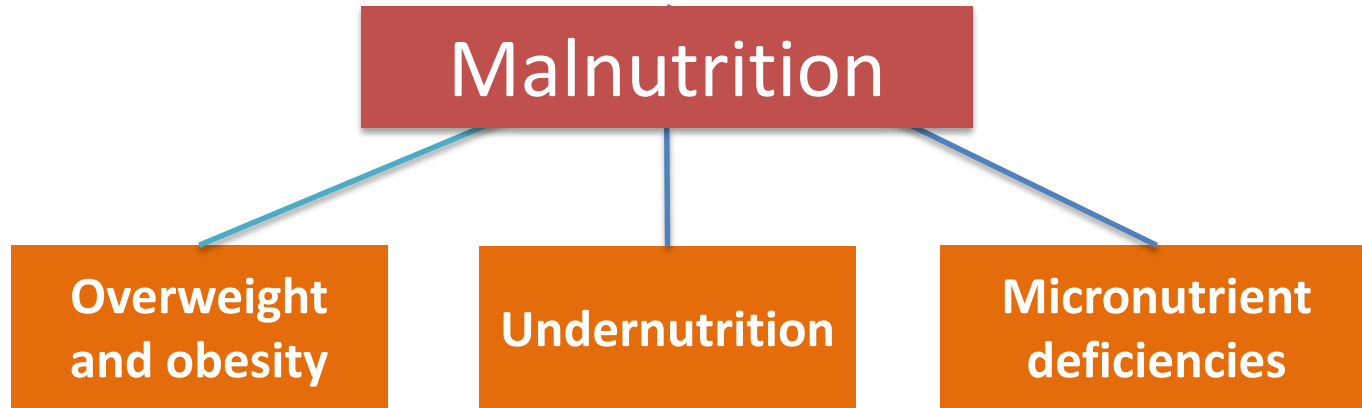 Malnutrition
Overweight
and obesity
Undernutrition
Micronutrient
deficiencies